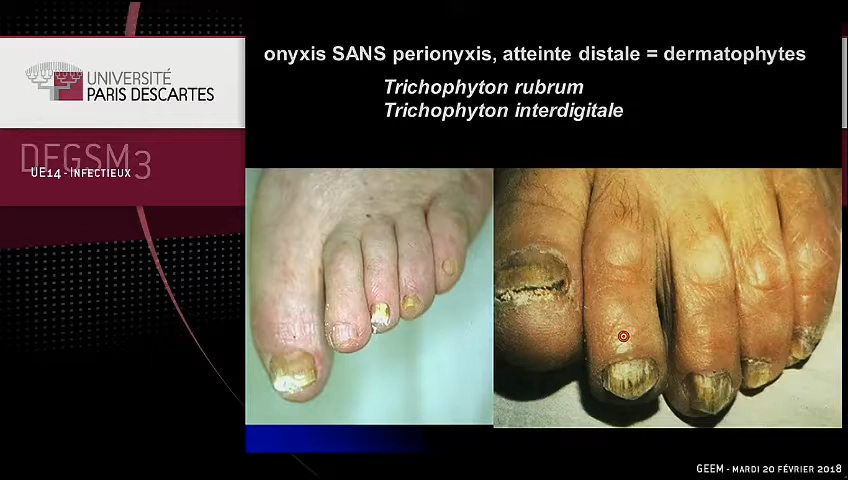 onyxis SANS perionyxis, atteinte distale = dermatophytes
Trichophyton rubrum
Trichophyton interdigitale
UNIVERSITÉ
PARIS DESCARTES
DFGSM3
UE14 - Infectieux
GEEM - MARDI 20 FÉVRIER 2018